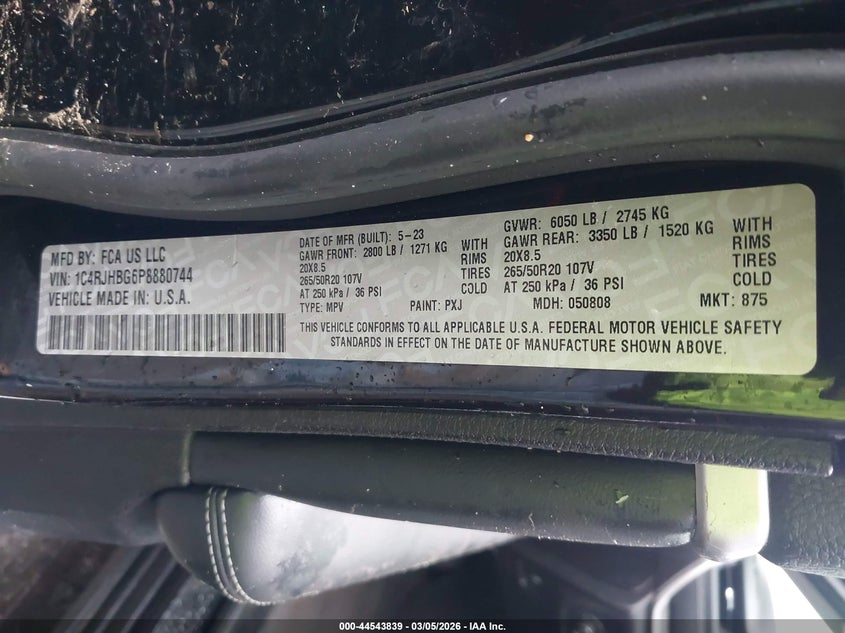 MFD BY: FCA US LLC
VIN: 1C4RJHBG6P8880744
VEHICLE MADE IN: U.S.A.
DATE OF MFR (BUILT): 5-23
GAWR FRONT: 2800 LB / 1271 KG WITH
20X8.5 RIMS
265/50R20 107V TIRES
AT 250 kPa / 36 PSI COLD
TYPE: MPV PAINT: PXJ
GVWR: 6050 LB / 2745 KG
GAWR REAR: 3350 LB / 1520 KG WITH
20X8.5 RIMS
265/50R20 107V TIRES
AT 250 kPa / 36 PSI COLD
MDH: 050808 MKT: 875
THIS VEHICLE CONFORMS TO ALL APPLICABLE U.S.A. FEDERAL MOTOR VEHICLE SAFETY
STANDARDS IN EFFECT ON THE DATE OF MANUFACTURE SHOWN ABOVE.
000-44543839 - 03/05/2026 - IAA Inc.